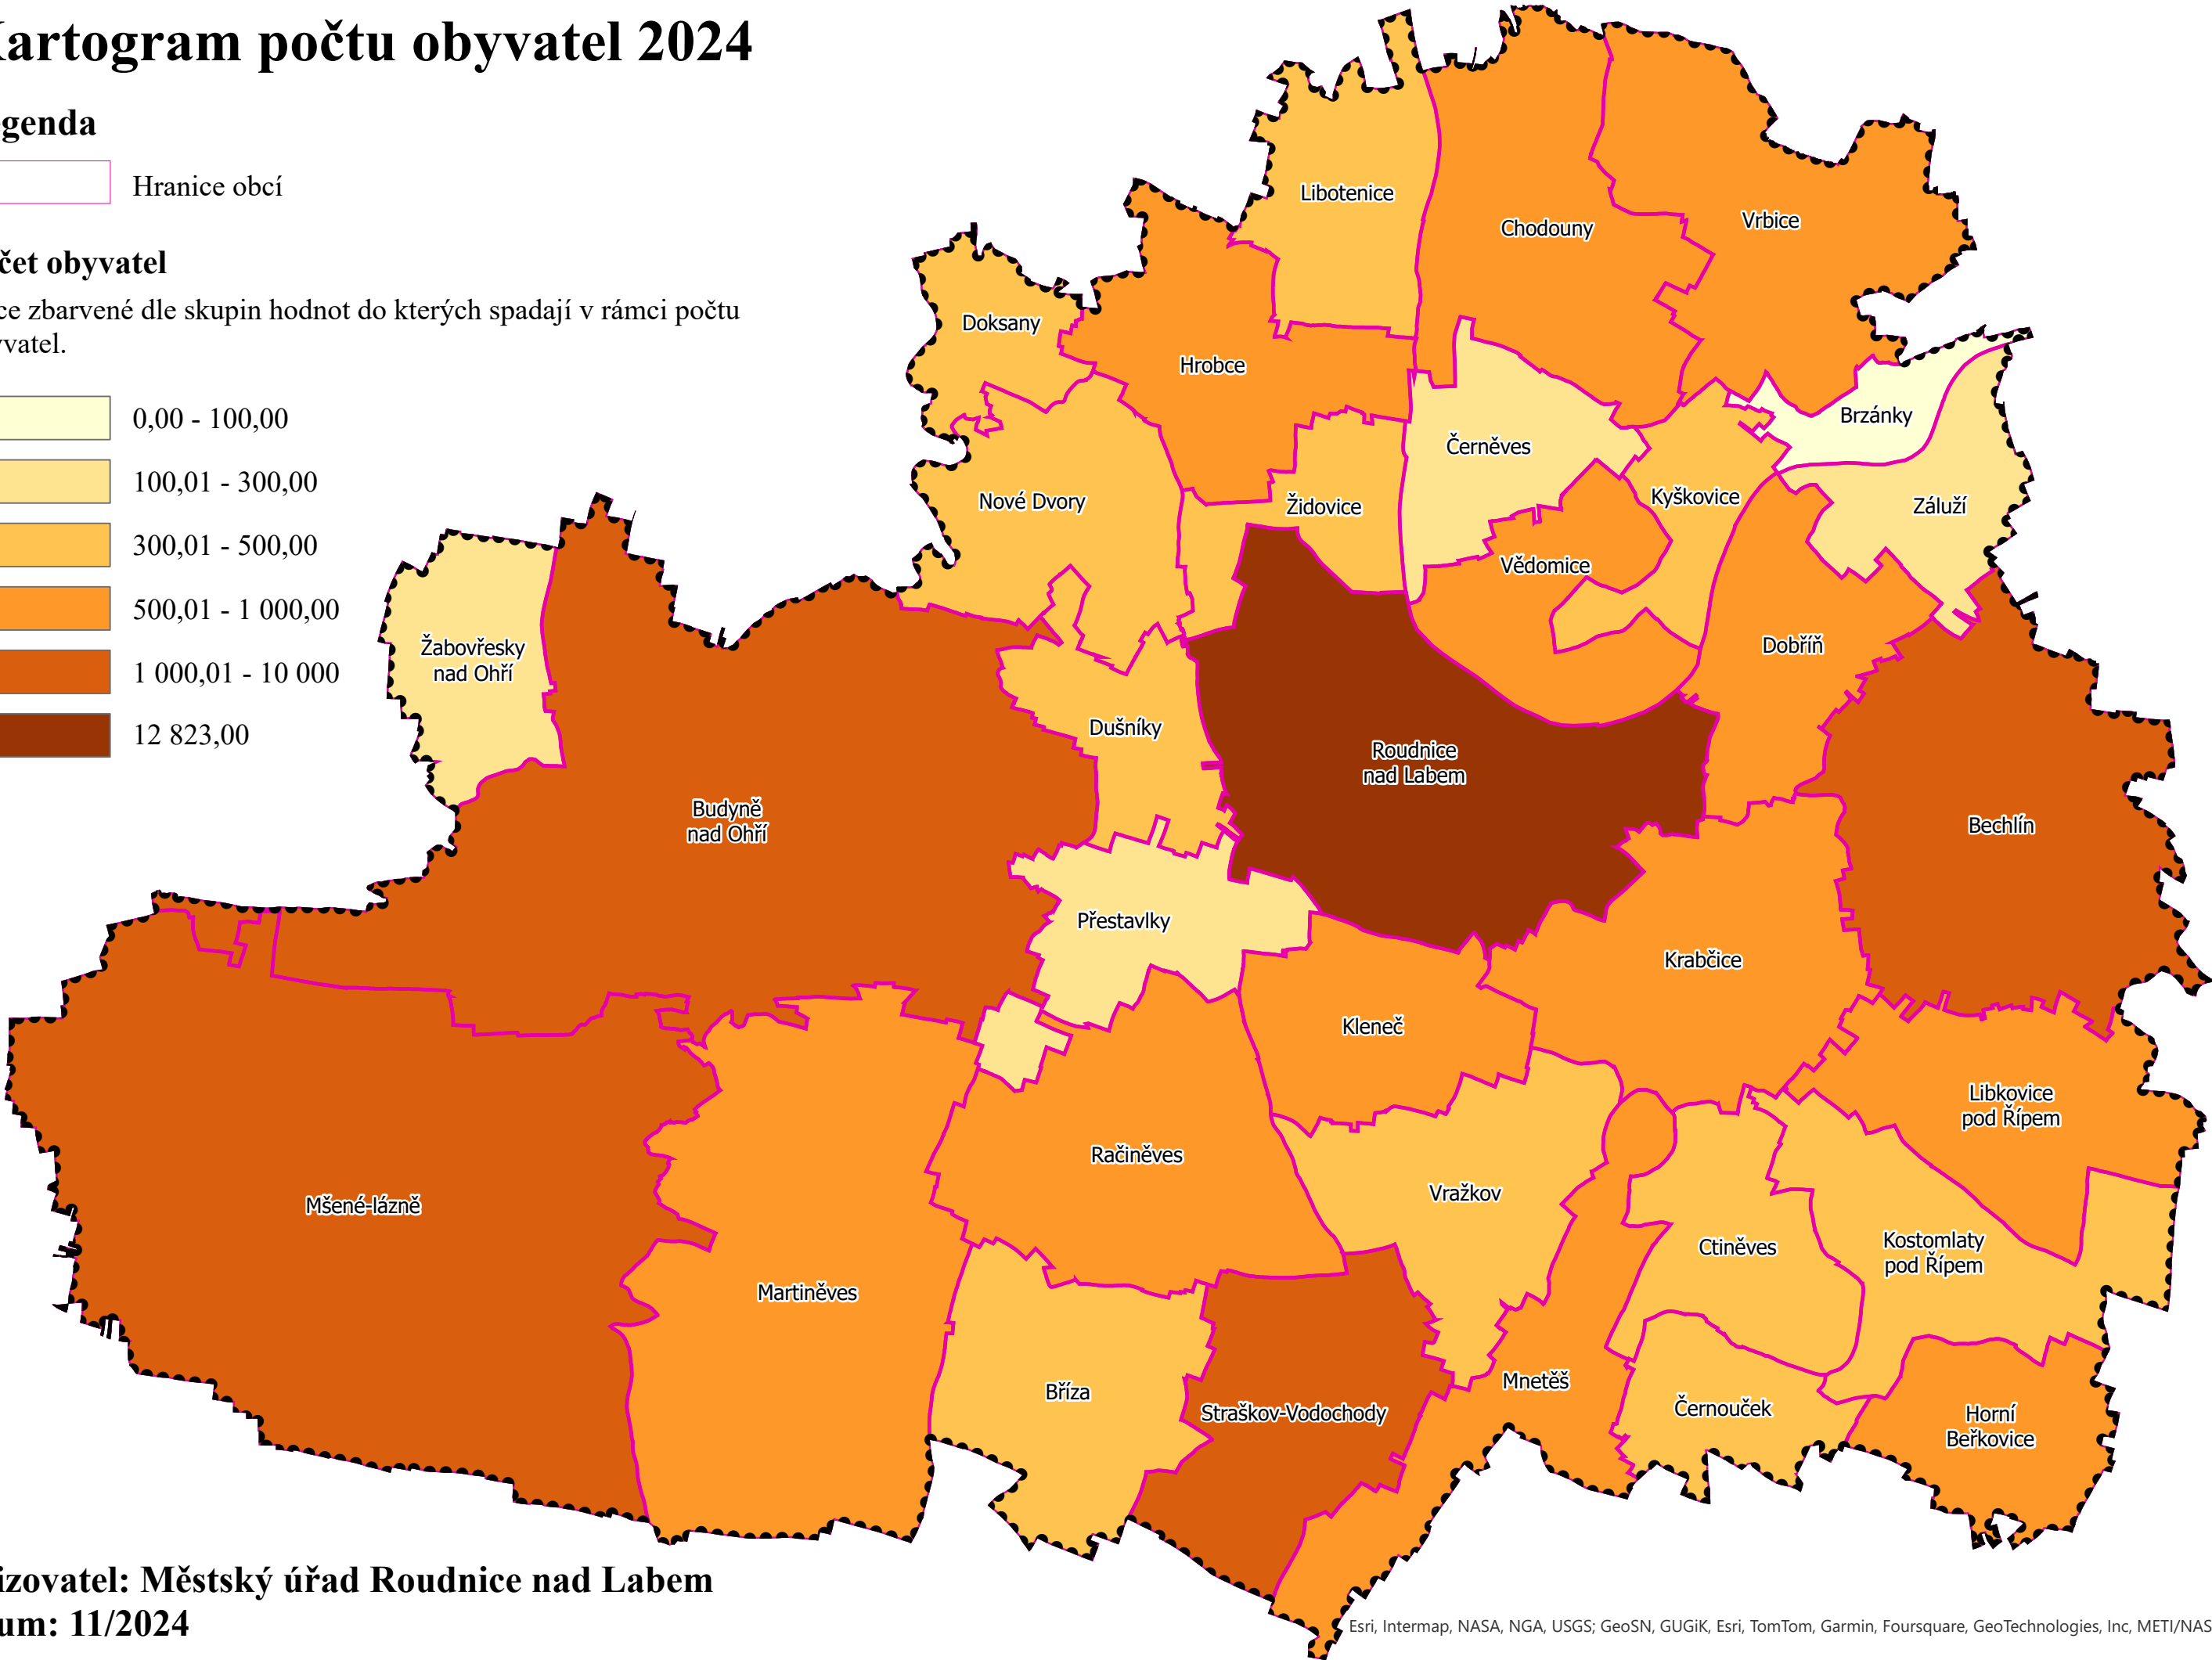 Kartogram počtu obyvatel 2024
genda
Hranice obcí
čet obyvatel
ce zbarvené dle skupin hodnot do kterých spadají v rámci počtu
yvatel.
0,00 - 100,00
100,01 - 300,00
300,01 - 500,00
500,01 - 1 000,00
1 000,01 - 10 000
12 823,00
Libotenice
Chodouny
Vrbice
Doksany
Hrobce
Brzánky
Černěves
Nové Dvory
Židovice
Kyškovice
Záluží
Vědomice
Žabovřesky
nad Ohří
Dobříň
Dušníky
Roudnice
nad Labem
Budyně
nad Ohří
Bechlín
Přestavlky
Krabčice
Kleneč
Libkovice
pod Řípem
Račiněves
Vražkov
Mšené-lázně
Ctiněves
Kostomlaty
pod Řípem
Martiněves
Mnetěš
Bříza
Straškov-Vodochody
Černouček
Horní
Beřkovice
izovatel: Městský úřad Roudnice nad Labem
um: 11/2024
Esri, Intermap, NASA, NGA, USGS; GeoSN, GUGiK, Esri, TomTom, Garmin, Foursquare, GeoTechnologies, Inc, METI/NAS